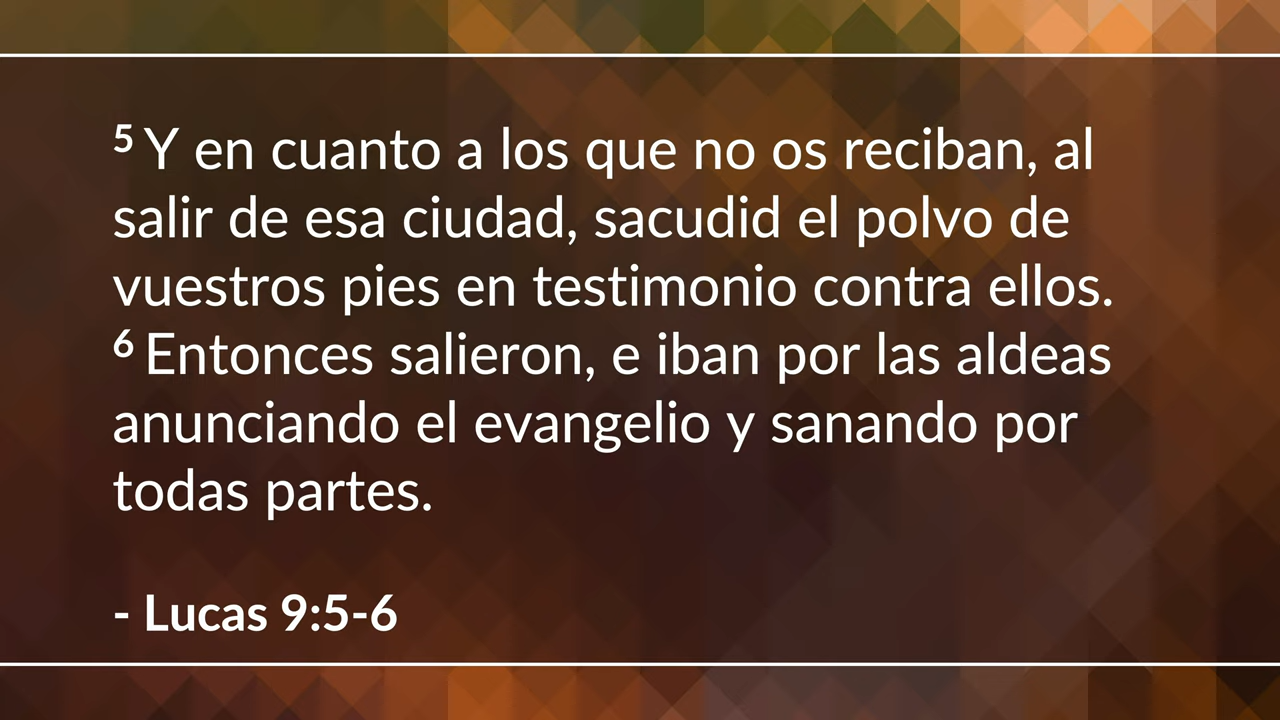 5 Y en cuanto a los que no os reciban, al
salir de esa ciudad, sacudid el polvo de
vuestros pies en testimonio contra ellos.
6 Entonces salieron, e iban por las aldeas
anunciando el evangelio y sanando por
todas partes.
- Lucas 9:5-6